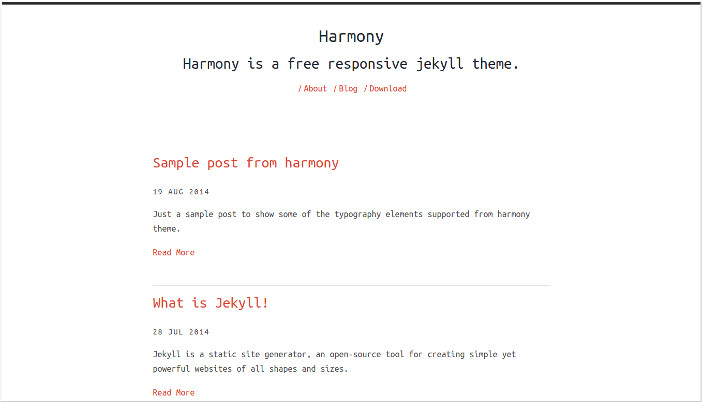 Harmony
Harmony is a free responsive jekyll theme.
/ About / Blog / Download
Sample post from harmony
19 AUG 2014
Just a sample post to show some of the typography elements supported from harmony
theme.
Read More
What is Jekyll!
28 JUL 2014
Jekyll is a static site generator, an open-source tool for creating simple yet
powerful websites of all shapes and sizes.
Read More